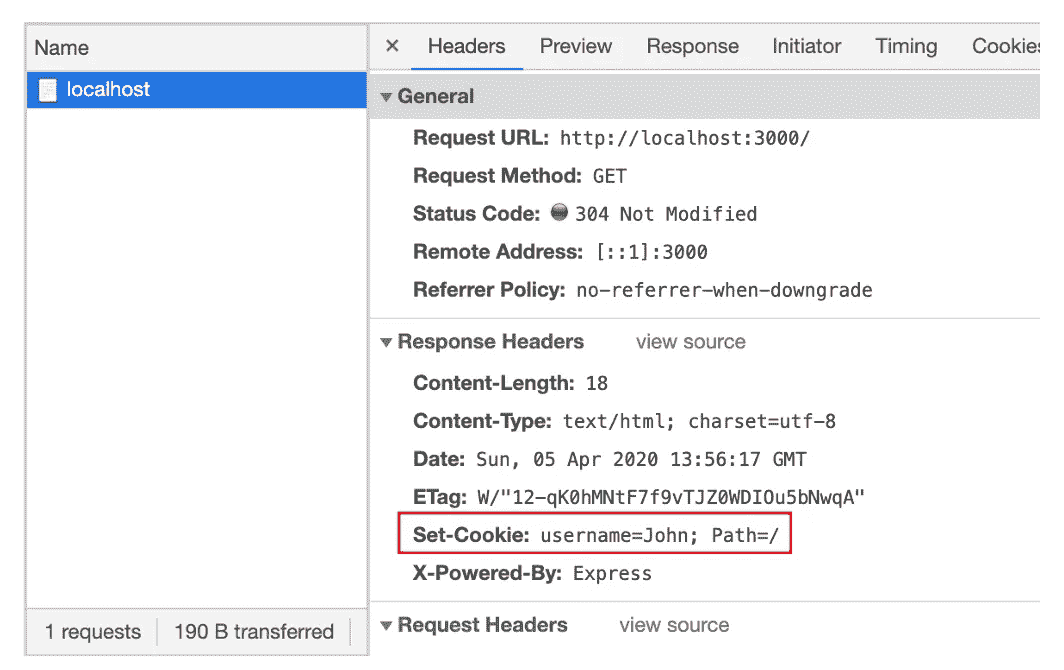 Name
× Headers Preview Response Initiator Timing Cookies
localhost
General
Request URL: http://localhost:3000/
Request Method: GET
Status Code: 304 Not Modified
Remote Address: [::1]:3000
Referrer Policy: no-referrer-when-downgrade
Response Headers view source
Content-Length: 18
Content-Type: text/html; charset=utf-8
Date: Sun, 05 Apr 2020 13:56:17 GMT
ETag: W/"12-qK0hMNtF7f9vTJZ0WDIOu5bNwqA"
Set-Cookie: username=John; Path=/
X-Powered-By: Express
Request Headers view source
1 requests 190 B transferred